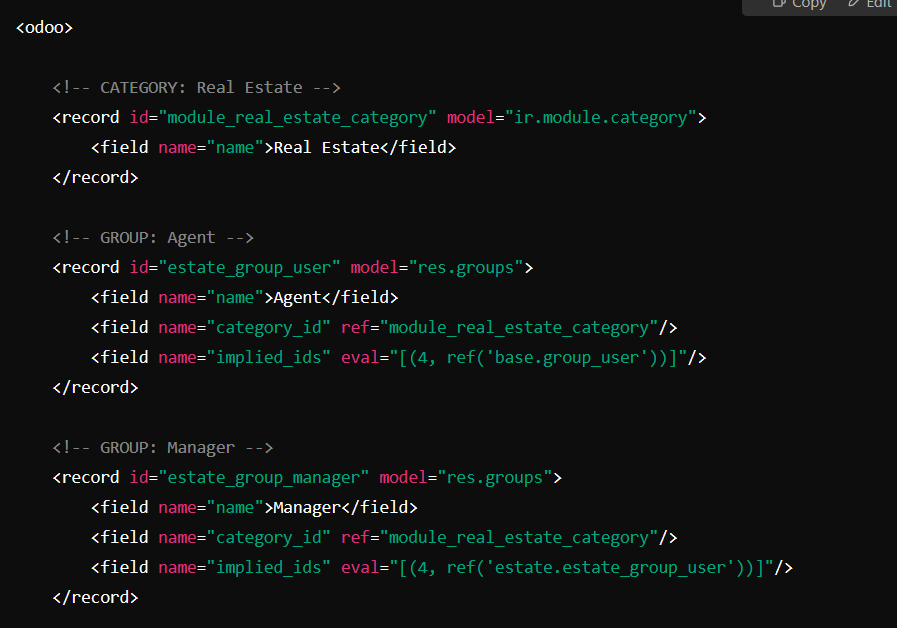 Copy Edit
<odoo>
<!-- CATEGORY: Real Estate -->
<record id="module_real_estate_category" model="ir.module.category">
<field name="name">Real Estate</field>
</record>
<!-- GROUP: Agent -->
<record id="estate_group_user" model="res.groups">
<field name="name">Agent</field>
<field name="category_id" ref="module_real_estate_category"/>
<field name="implied_ids" eval="[(4, ref('base.group_user'))]"/>
</record>
<!-- GROUP: Manager -->
<record id="estate_group_manager" model="res.groups">
<field name="name">Manager</field>
<field name="category_id" ref="module_real_estate_category"/>
<field name="implied_ids" eval="[(4, ref('estate.estate_group_user'))]"/>
</record>